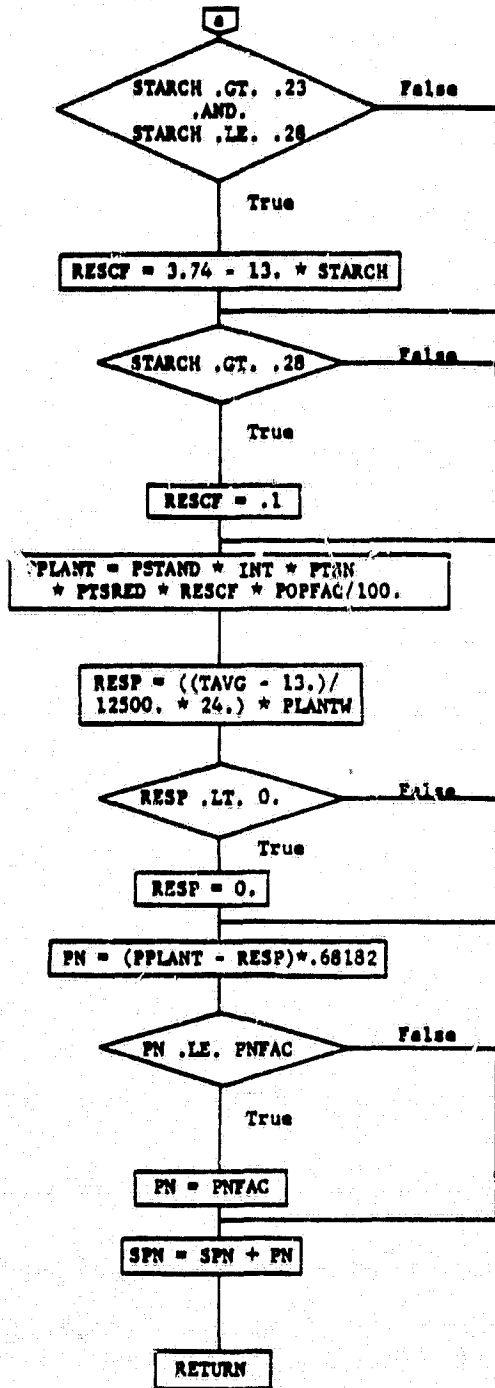 a
STARCH .GT. .23
.AND.
STARCH .LE. .28
False
True
RESCF = 3.74 - 13. * STARCH
STARCH .GT. .28
False
True
RESCF = .1
PPLANT = PSTAND * INT * PTSN
* PTSRED * RESCF * POPFAC/100.
RESP = ((TAVG - 13.)/
12500. * 24.) * PLANTW
RESP .LT. 0.
False
True
RESP = 0.
PN = (PPLANT - RESP)*.68182
PN .LE. PNFAC
False
True
PN = PNFAC
SPN = SPN + PN
RETURN